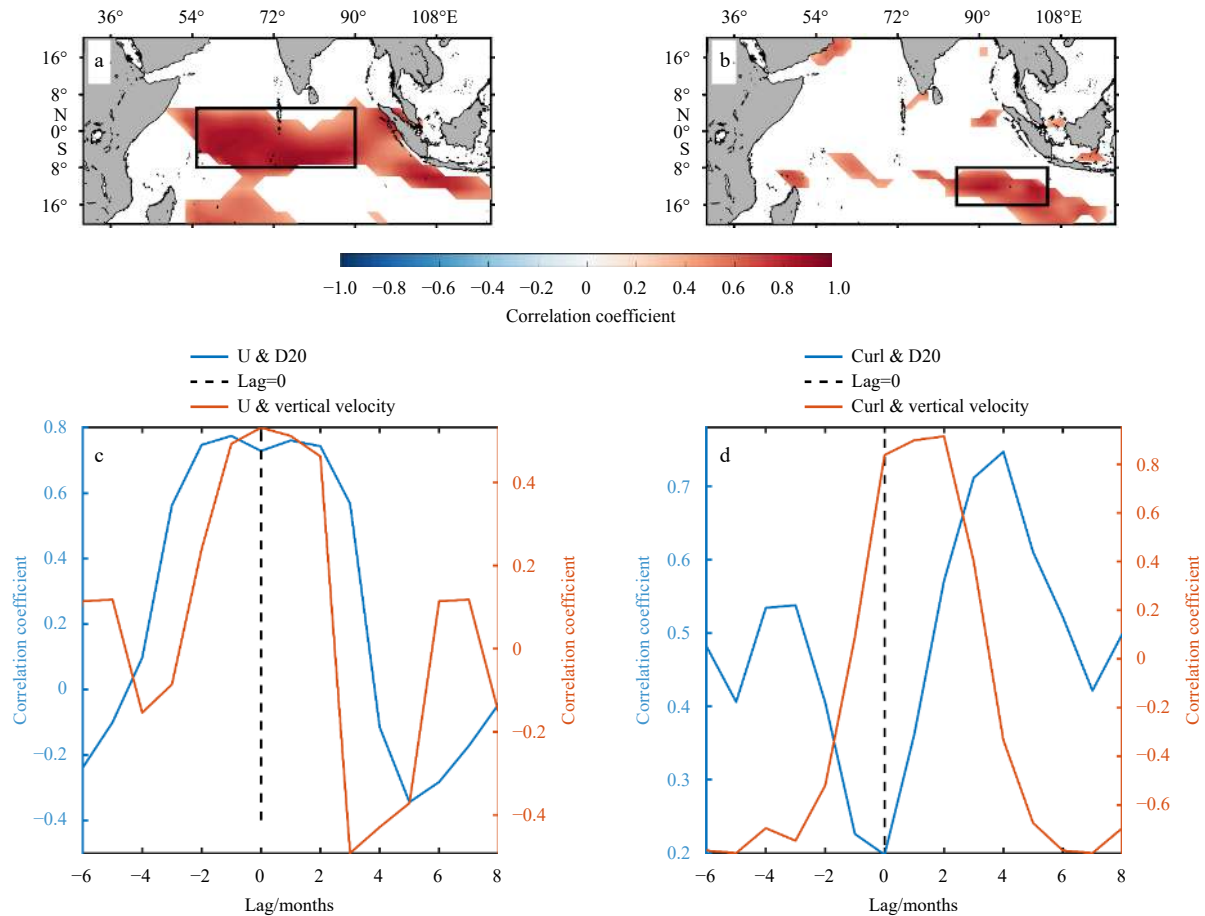 36° 54° 72° 90° 108°E 36° 54° 72° 90° 108°E
a b
16° 16°
8° 8°
N N
0° 0°
S S
8° 8°
16° 16°
−1.0 −0.8 −0.6 −0.4 −0.2 0 0.2 0.4 0.6 0.8 1.0
Correlation coefficient
U & D20
Lag=0
U & vertical velocity
c
0.8
0.6
0.4
0.2
0
−0.2
−0.4
Correlation coefficient
0.4
0.2
0
−0.2
−0.4
Correlation coefficient
−6 −4 −2 0 2 4 6 8
Lag/months
Curl & D20
Lag=0
Curl & vertical velocity
d
0.7
0.6
0.5
0.4
0.3
0.2
Correlation coefficient
0.8
0.6
0.4
0.2
0
−0.2
−0.4
−0.6
Correlation coefficient
−6 −4 −2 0 2 4 6 8
Lag/months